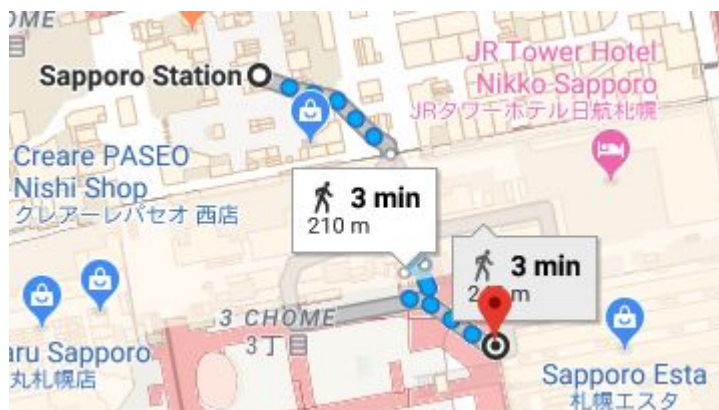 OME
目
Sapporo Station
JR Tower Hotel
Nikko Sapporo
JRタワーホテル日航札幌
Creare PASEO
Nishi Shop
クレアーレパセオ 西店
3 min
210 m
3 min
2 m
3 CHOME
3丁目
aru Sapporo
丸札幌店
Sapporo Esta
札幌エスタ